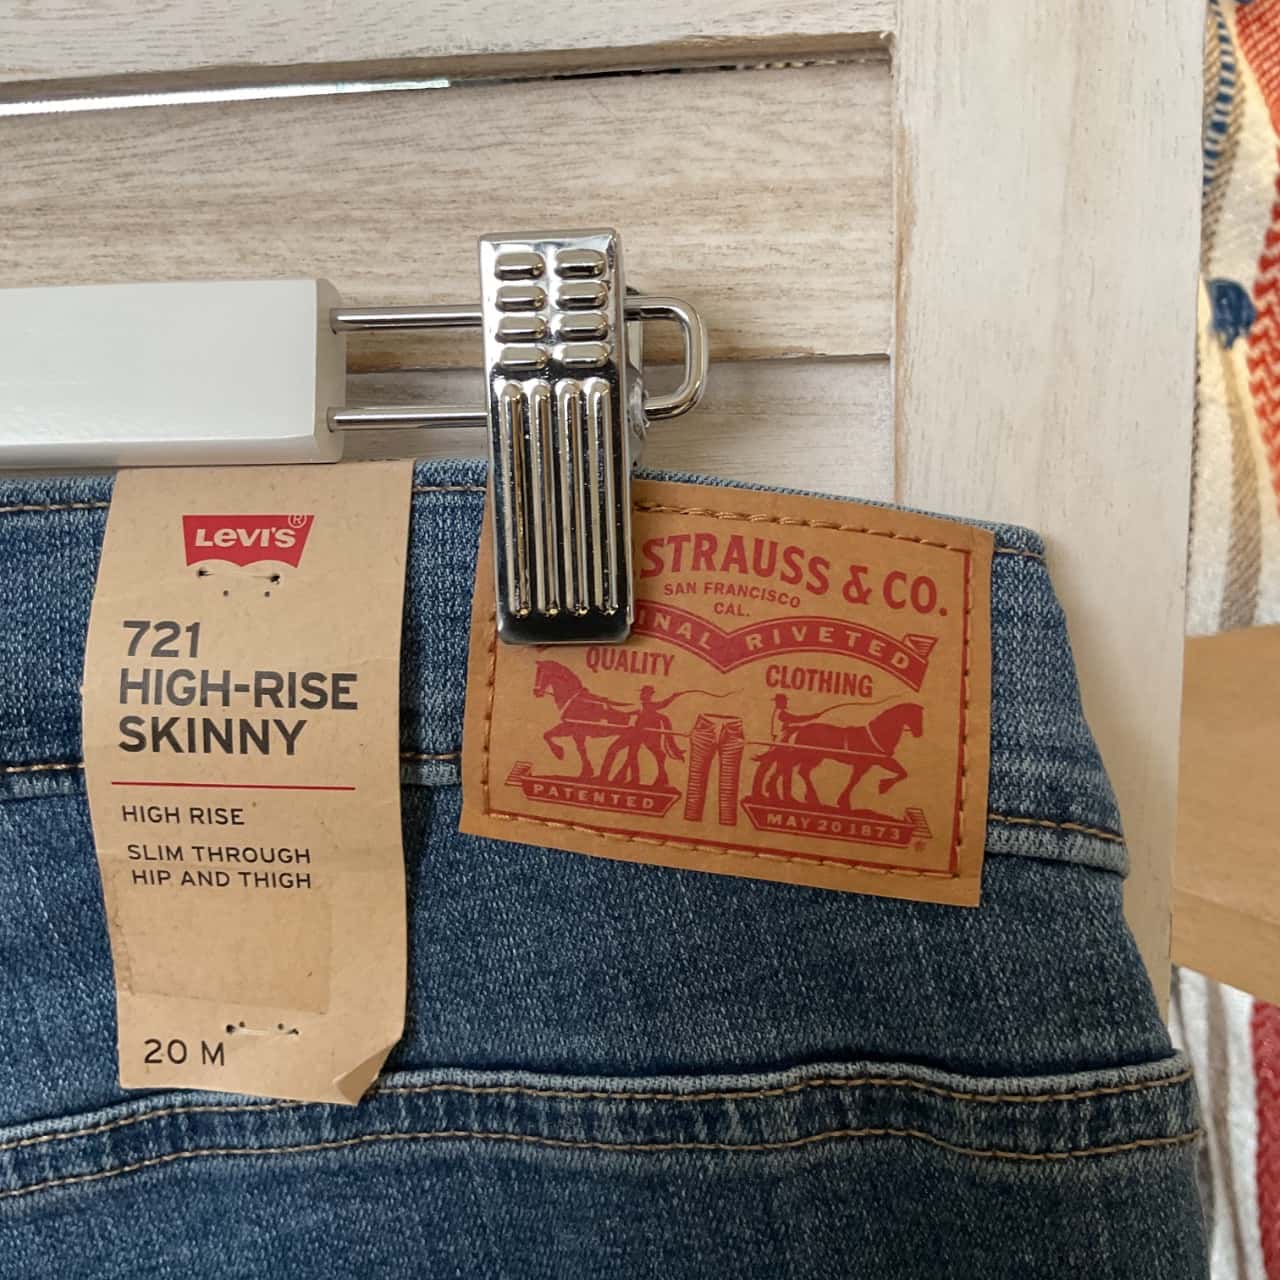 LEVI'S®
721
HIGH-RISE
SKINNY
HIGH RISE
SLIM THROUGH
HIP AND THIGH
20 M
STRAUSS & CO.
SAN FRANCISCO
CAL.
NAL RIVETED
QUALITY CLOTHING
PATENTED MAY 20 1873
®